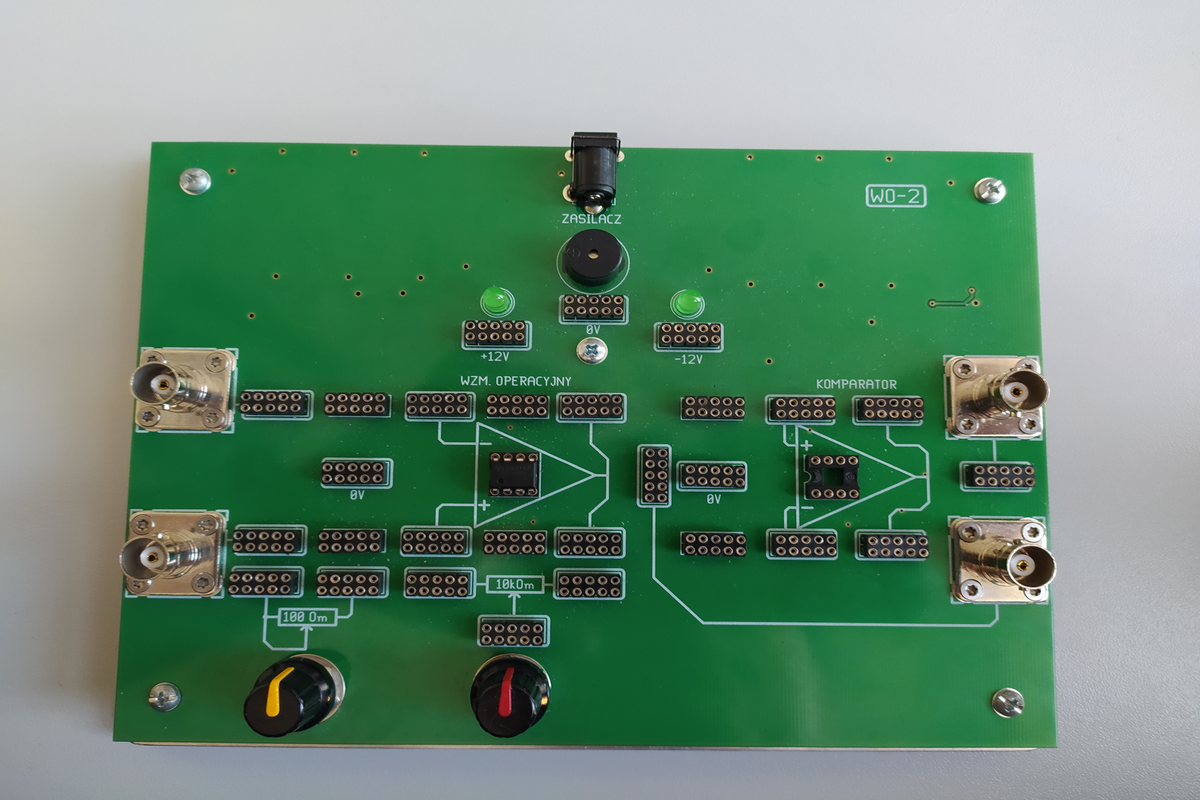 WO-2
ZASILACZ
0V
+12V
-12V
WZM. OPERACYJNY
KOMPARATOR
-
+
+
-
0V
0V
10kOm
100 Om